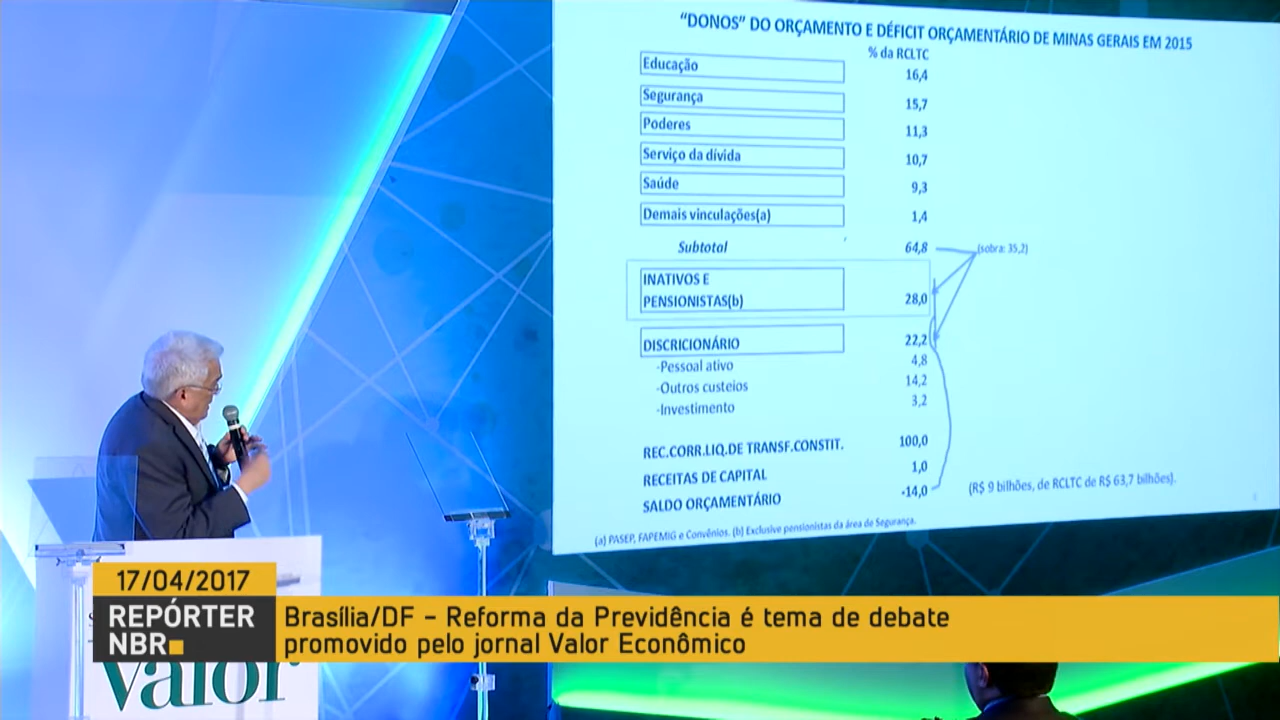 “DONOS” DO ORÇAMENTO E DÉFICIT ORÇAMENTÁRIO DE MINAS GERAIS EM 2015
% da RCLTC
Educação 16,4
Segurança 15,7
Poderes 11,3
Serviço da dívida 10,7
Saúde 9,3
Demais vinculações(a) 1,4
Subtotal 64,8 (sobra: 35,2)
INATIVOS E
PENSIONISTAS(b) 28,0
DISCRICIONÁRIO 22,2
-Pessoal ativo 4,8
-Outros custeios 14,2
-Investimento 3,2
REC.CORR.LIQ.DE TRANSF.CONSTIT. 100,0
RECEITAS DE CAPITAL 1,0
SALDO ORÇAMENTÁRIO -14,0 (R$ 9 bilhões, de RCLTC de R$ 63,7 bilhões).
(a) PASEP, FAPEMIG e Convênios. (b) Exclusive pensionistas da área de Segurança.
17/04/2017
REPÓRTER
NBR
Brasília/DF – Reforma da Previdência é tema de debate
promovido pelo jornal Valor Econômico
valor